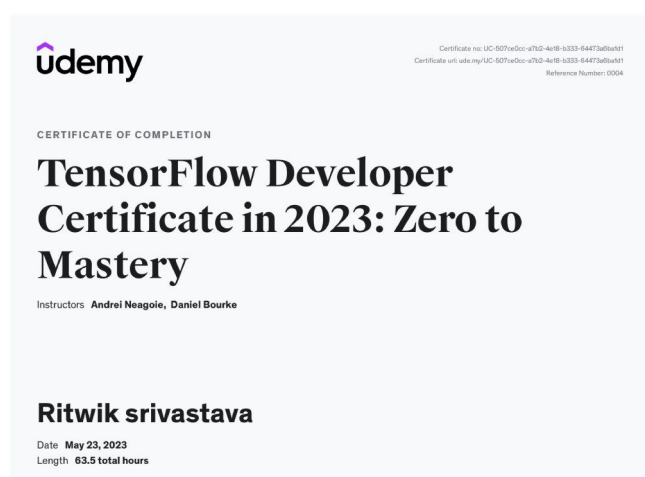 udemy
Certificate no: UC-507ce0cc-a7b2-4e18-b333-64473a6bafd1
Certificate url: ude.my/UC-507ce0cc-a7b2-4e18-b333-64473a6bafd1
Reference Number: 0004
CERTIFICATE OF COMPLETION
TensorFlow Developer
Certificate in 2023: Zero to
Mastery
Instructors Andrei Neagoie, Daniel Bourke
Ritwik srivastava
Date May 23, 2023
Length 63.5 total hours